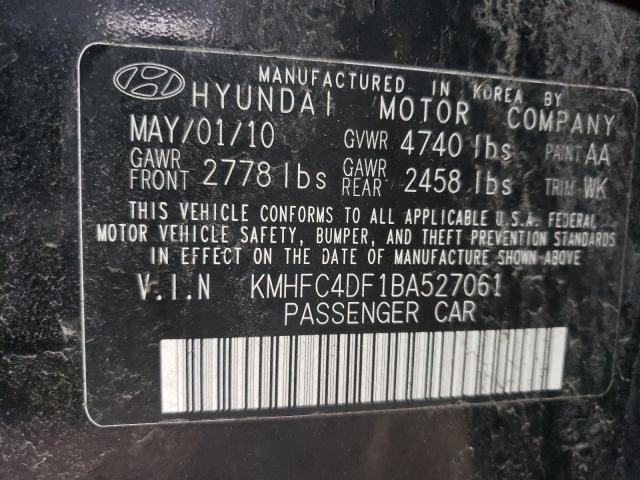 MANUFACTURED IN KOREA BY
HYUNDAI MOTOR COMPANY
MAY/01/10 GVWR 4740 lbs PAINT AA
GAWR FRONT 2778 lbs GAWR REAR 2458 lbs TRIM WK
THIS VEHICLE CONFORMS TO ALL APPLICABLE U.S.A. FEDERAL
MOTOR VEHICLE SAFETY, BUMPER, AND THEFT PREVENTION STANDARDS
IN EFFECT ON THE DATE OF MANUFACTURE SHOWN ABOVE
V.I.N KMHFC4DF1BA527061
PASSENGER CAR